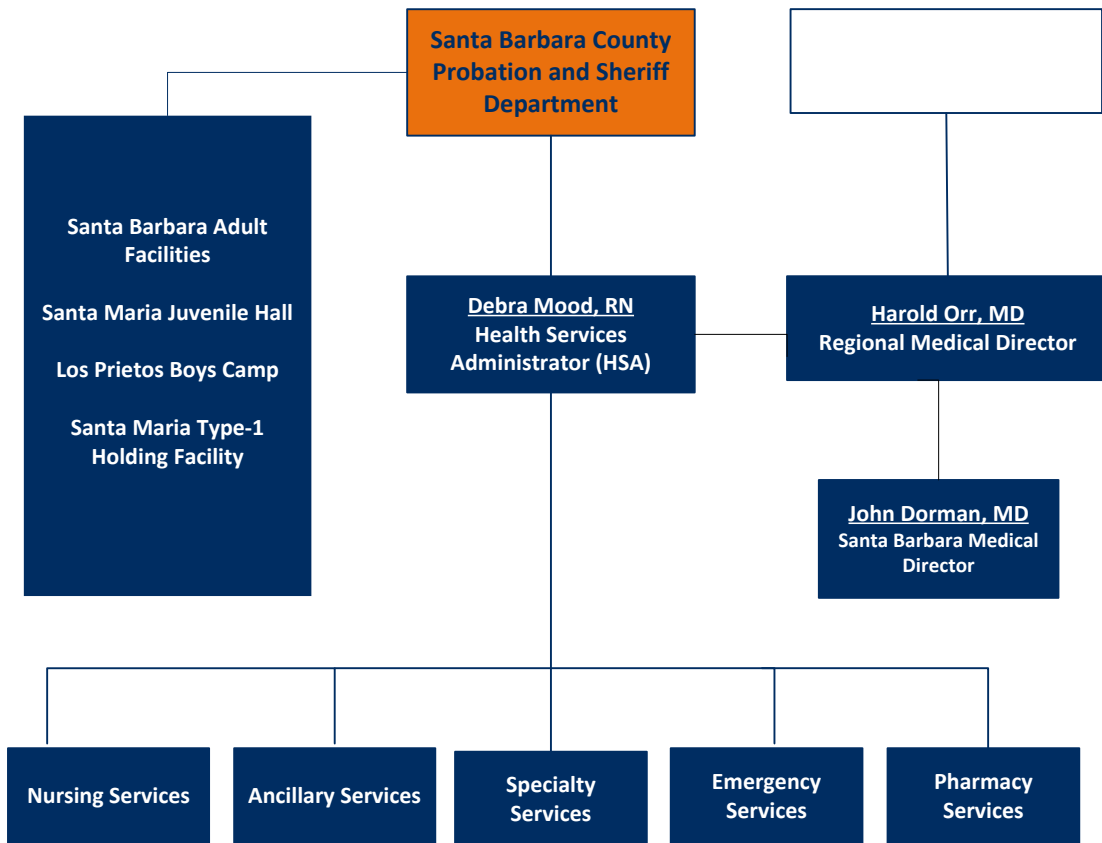 Santa Barbara County
Probation and Sheriff
Department
Santa Barbara Adult
Facilities
Santa Maria Juvenile Hall
Los Prietos Boys Camp
Santa Maria Type-1
Holding Facility
Debra Mood, RN
Health Services
Administrator (HSA)
Harold Orr, MD
Regional Medical Director
John Dorman, MD
Santa Barbara Medical
Director
Nursing Services
Ancillary Services
Specialty
Services
Emergency
Services
Pharmacy
Services